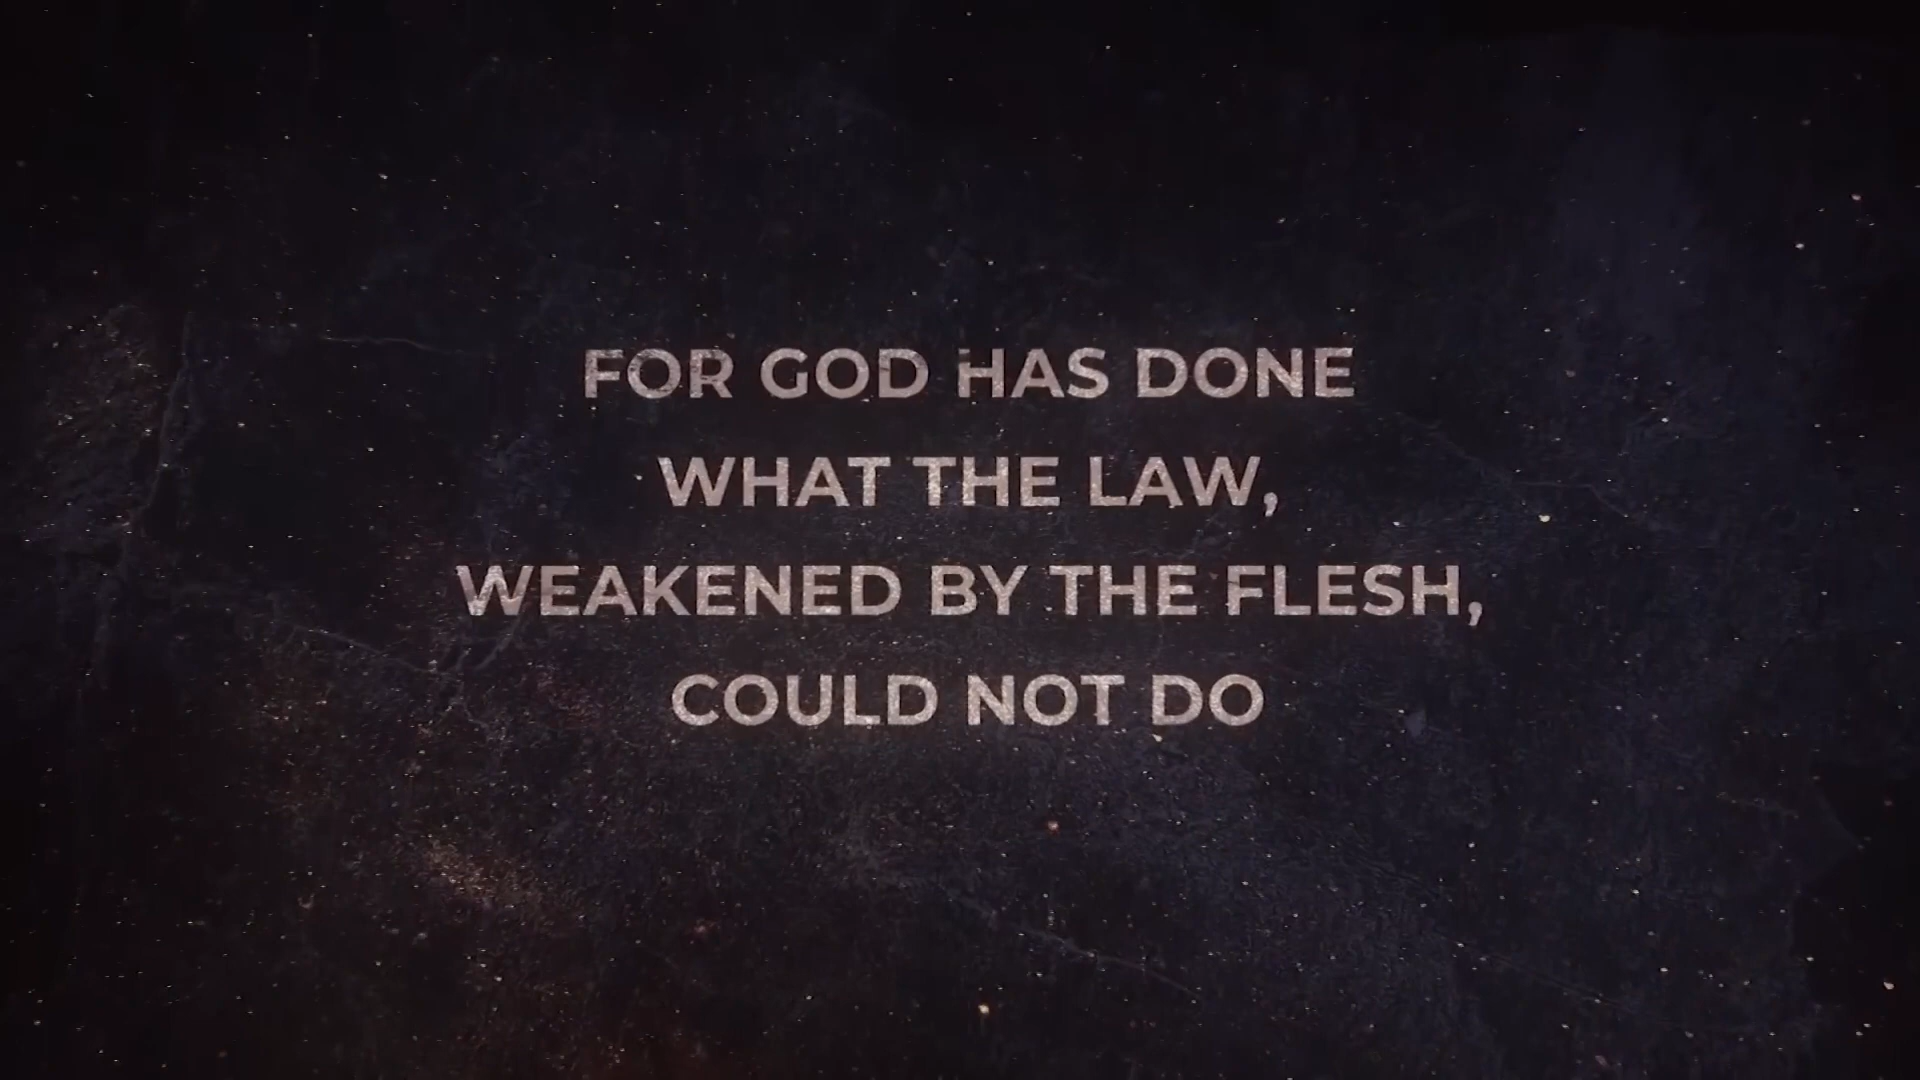 FOR GOD HAS DONE
WHAT THE LAW,
WEAKENED BY THE FLESH,
COULD NOT DO